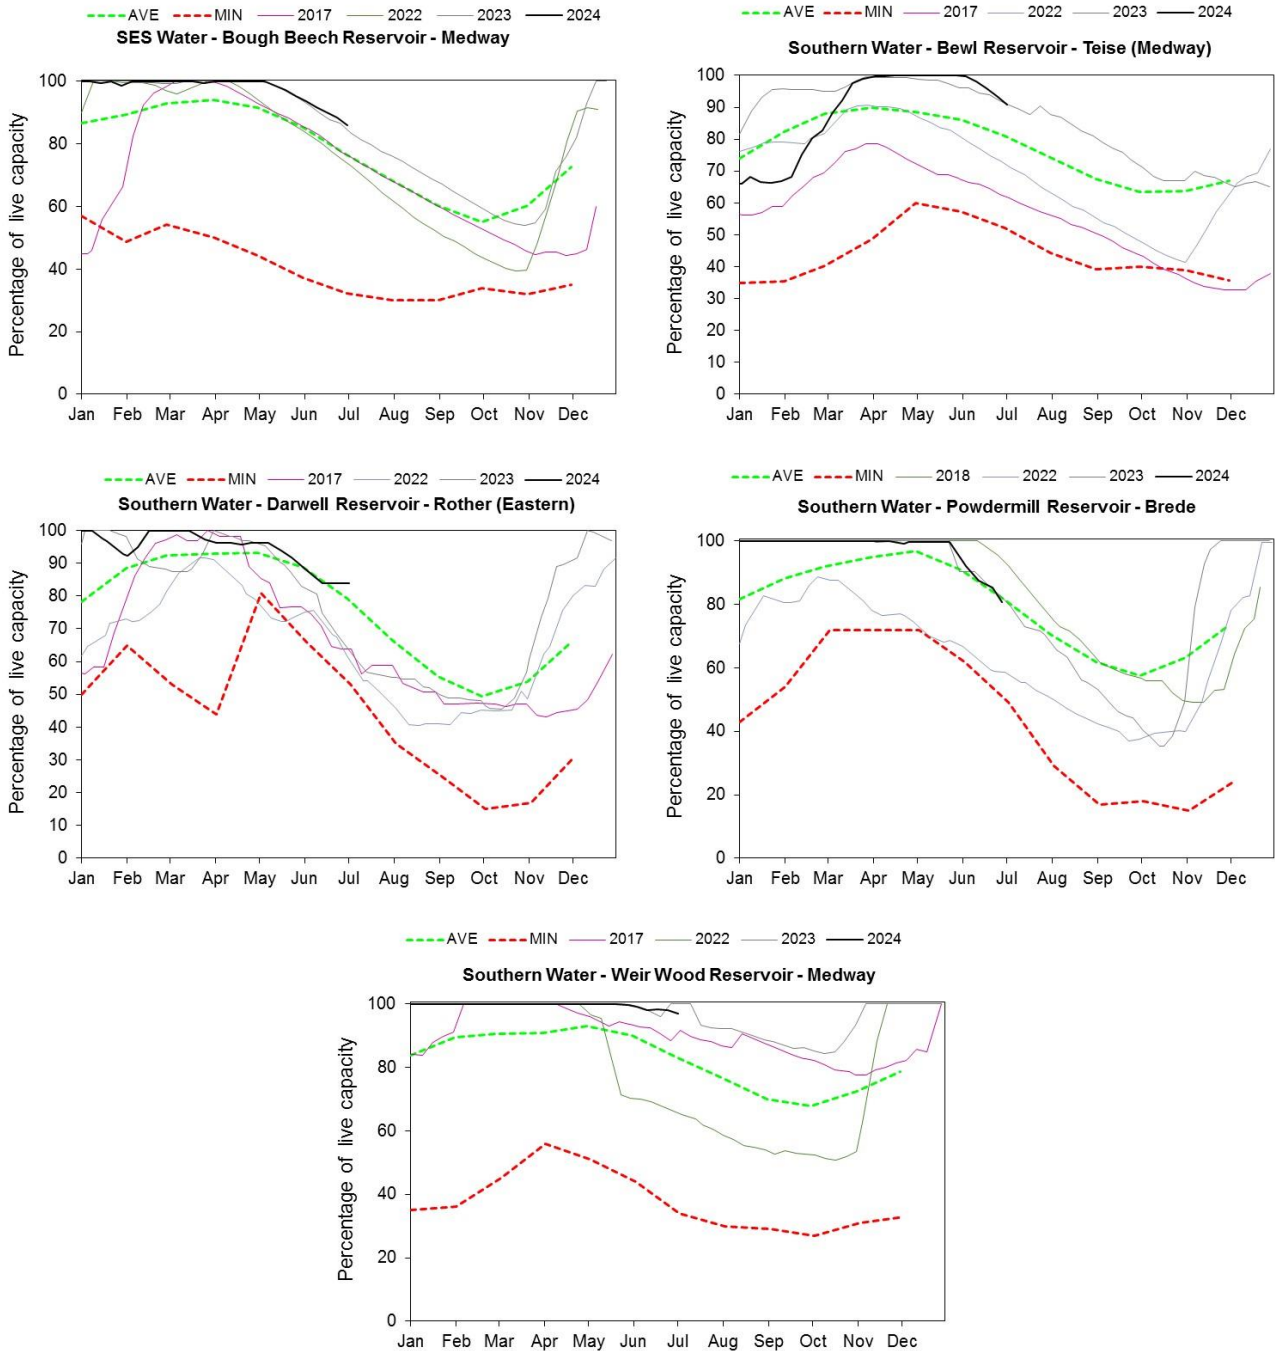 AVE MIN 2017 2022 2023 2024
SES Water - Bough Beech Reservoir - Medway
Percentage of live capacity
100
80
60
40
20
0
Jan Feb Mar Apr May Jun Jul Aug Sep Oct Nov Dec
AVE MIN 2017 2022 2023 2024
Southern Water - Bewl Reservoir - Teise (Medway)
Percentage of live capacity
100
90
80
70
60
50
40
30
20
10
0
Jan Feb Mar Apr May Jun Jul Aug Sep Oct Nov Dec
AVE MIN 2017 2022 2023 2024
Southern Water - Darwell Reservoir - Rother (Eastern)
Percentage of live capacity
100
90
80
70
60
50
40
30
20
10
0
Jan Feb Mar Apr May Jun Jul Aug Sep Oct Nov Dec
AVE MIN 2018 2022 2023 2024
Southern Water - Powdermill Reservoir - Brede
Percentage of live capacity
100
80
60
40
20
0
Jan Feb Mar Apr May Jun Jul Aug Sep Oct Nov Dec
AVE MIN 2017 2022 2023 2024
Southern Water - Weir Wood Reservoir - Medway
Percentage of live capacity
100
80
60
40
20
0
Jan Feb Mar Apr May Jun Jul Aug Sep Oct Nov Dec